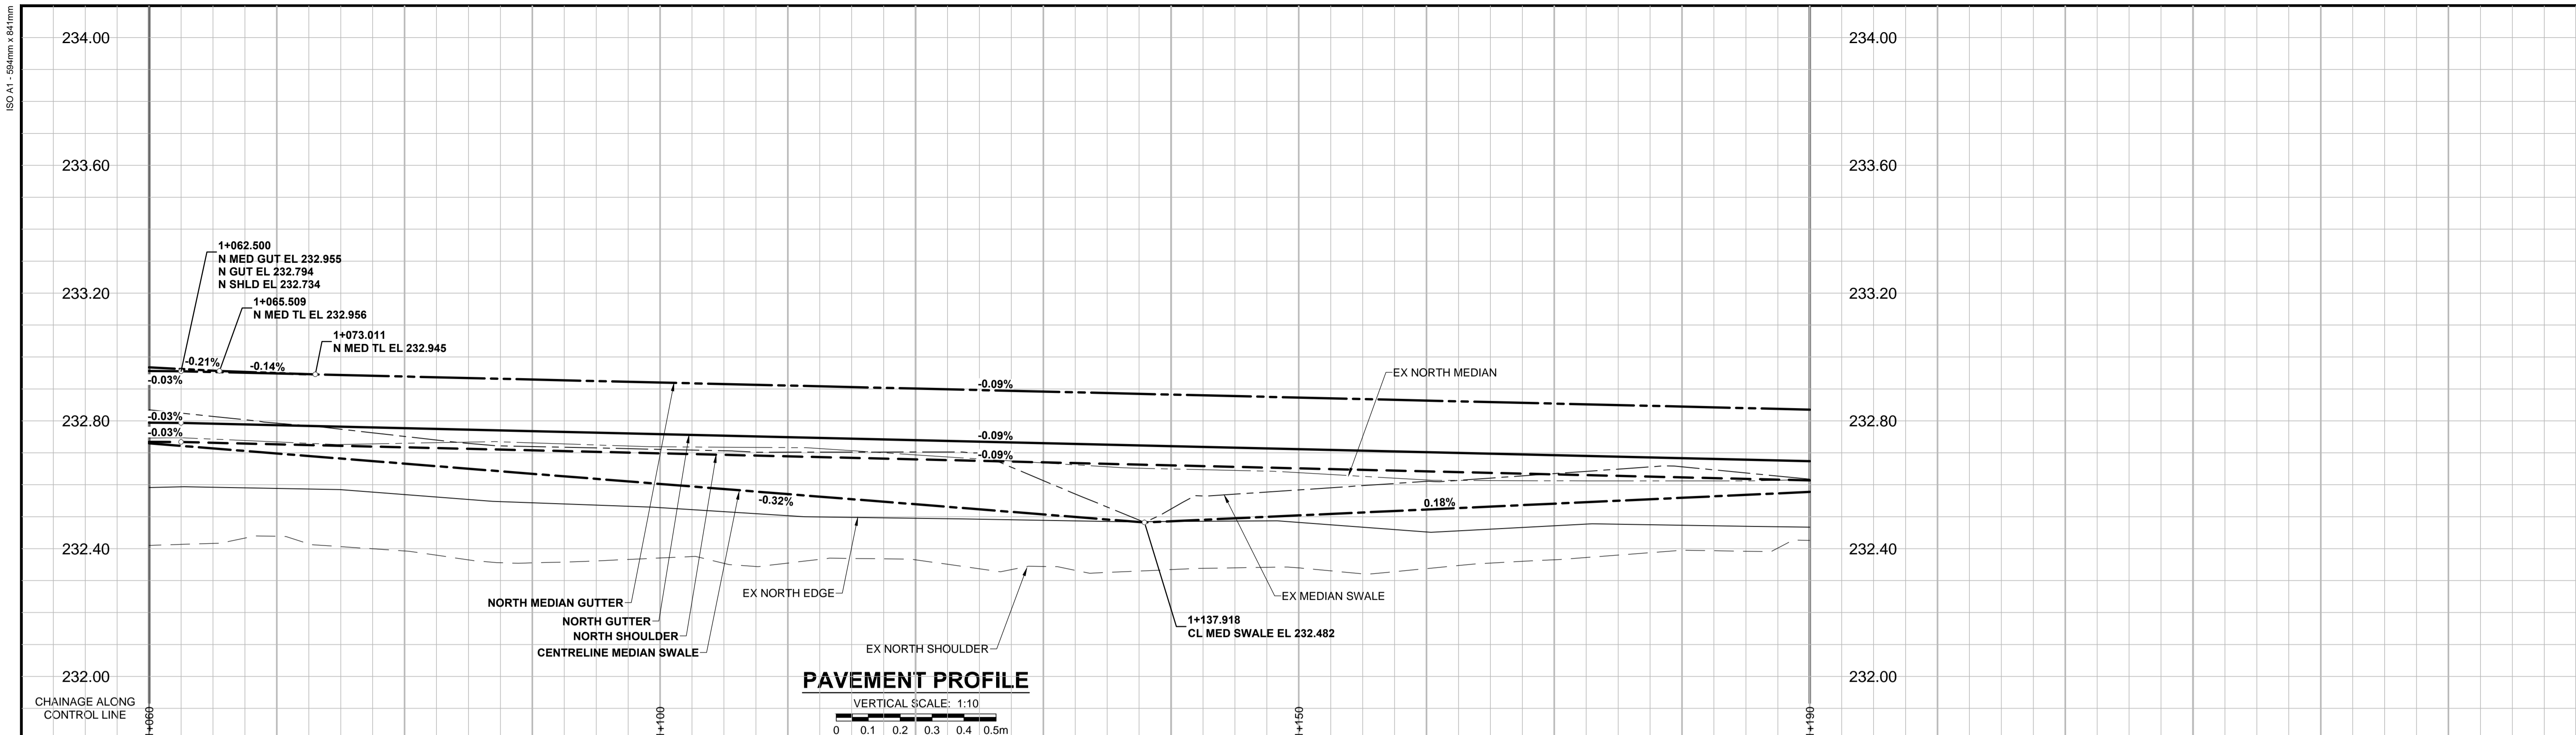 ISO A1 - 594mm x 841mm
234.00
234.00
233.60
233.60
1+062.500
N MED GUT EL 232.955
N GUT EL 232.794
N SHLD EL 232.734
233.20
233.20
1+065.509
N MED TL EL 232.956
1+073.011
N MED TL EL 232.945
-0.21%
-0.14%
-0.03%
-0.09%
EX NORTH MEDIAN
232.80
-0.03%
232.80
-0.03%
-0.09%
-0.09%
-0.32%
0.18%
232.40
232.40
EX NORTH EDGE
EX MEDIAN SWALE
NORTH MEDIAN GUTTER
NORTH GUTTER
1+137.918
CL MED SWALE EL 232.482
NORTH SHOULDER
EX NORTH SHOULDER
CENTRELINE MEDIAN SWALE
232.00
PAVEMENT PROFILE
232.00
CHAINAGE ALONG
CONTROL LINE
VERTICAL SCALE: 1:10
0 0.1 0.2 0.3 0.4 0.5m
+060
+100
+150
+190